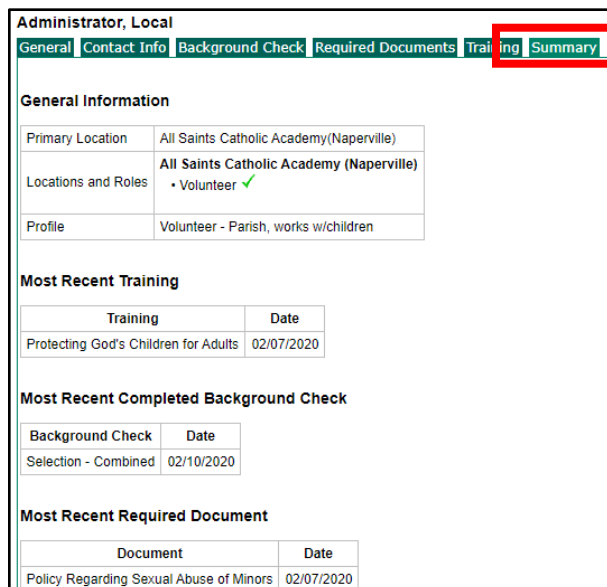 Administrator, Local
General Contact Info Background Check Required Documents Training Summary
General Information
Primary Location All Saints Catholic Academy(Naperville)
Locations and Roles All Saints Catholic Academy (Naperville)
• Volunteer ✓
Profile Volunteer - Parish, works w/children
Most Recent Training
Training Date
Protecting God's Children for Adults 02/07/2020
Most Recent Completed Background Check
Background Check Date
Selection - Combined 02/10/2020
Most Recent Required Document
Document Date
Policy Regarding Sexual Abuse of Minors 02/07/2020